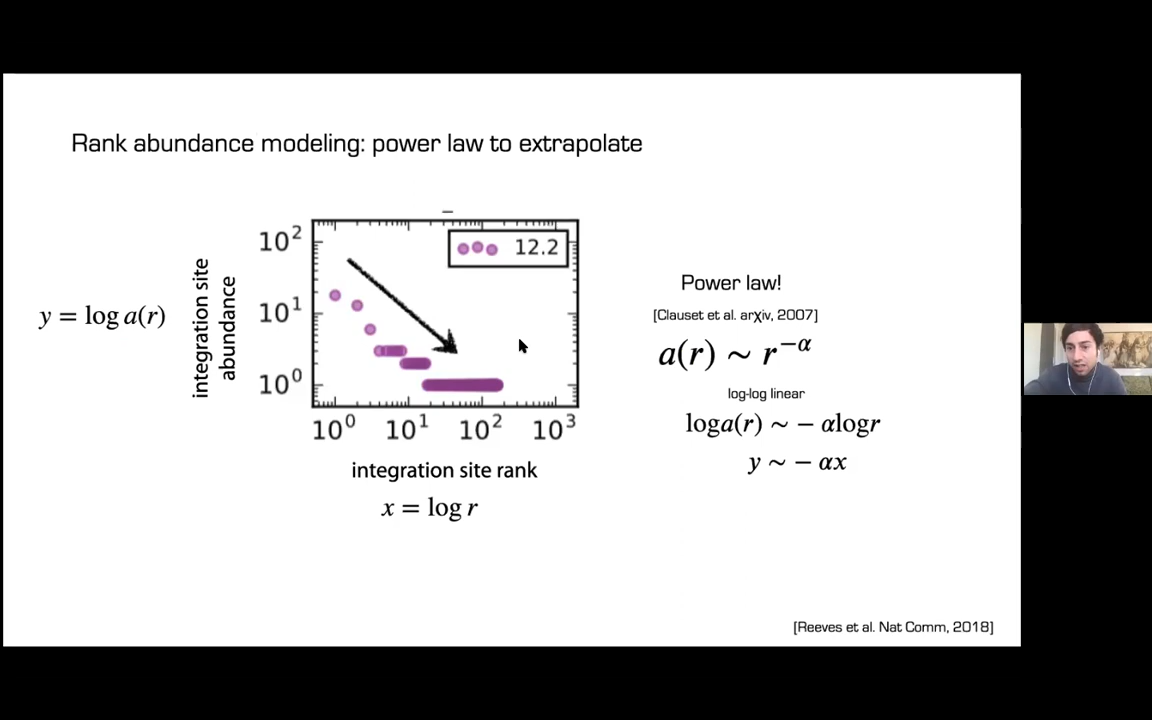 Rank abundance modeling: power law to extrapolate
y = log a(r)
integration site
abundance
10²
10¹
10⁰
12.2
10⁰ 10¹ 10² 10³
integration site rank
x = log r
Power law!
[Clauset et al. arχiv, 2007]
a(r) ~ r⁻ᵅ
log-log linear
loga(r) ~ − αlogr
y ~ − αx
[Reeves et al. Nat Comm, 2018]